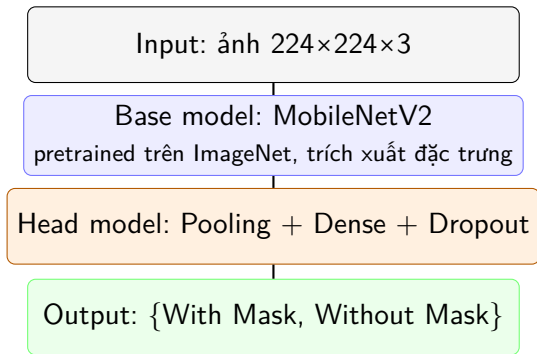 Input: ảnh 224×224×3
Base model: MobileNetV2
pretrained trên ImageNet, trích xuất đặc trưng
Head model: Pooling + Dense + Dropout
Output: {With Mask, Without Mask}